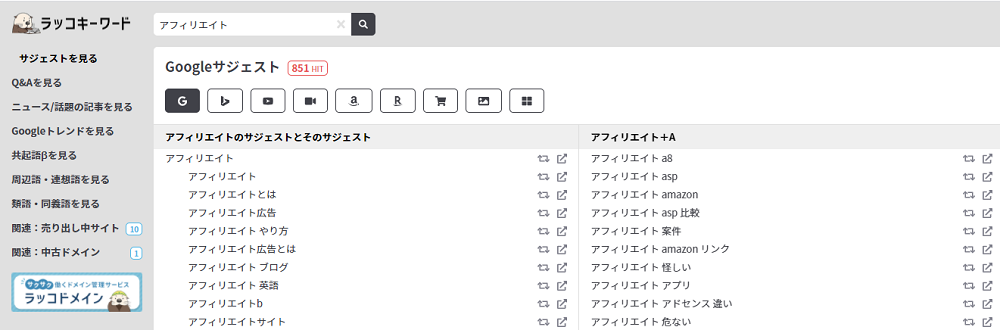 ラッコキーワード
アフィリエイト
サジェストを見る
Q&Aを見る
ニュース/話題の記事を見る
Googleトレンドを見る
共起語βを見る
周辺語・連想語を見る
類語・同義語を見る
関連：売り出し中サイト 10
関連：中古ドメイン 1
サクサク働くドメイン管理サービス
ラッコドメイン
Googleサジェスト 851 HIT
アフィリエイトのサジェストとそのサジェスト
アフィリエイト
アフィリエイト
アフィリエイトとは
アフィリエイト広告
アフィリエイト やり方
アフィリエイト広告とは
アフィリエイト ブログ
アフィリエイト 英語
アフィリエイトb
アフィリエイトサイト
アフィリエイト＋A
アフィリエイト a8
アフィリエイト asp
アフィリエイト amazon
アフィリエイト asp 比較
アフィリエイト 案件
アフィリエイト amazon リンク
アフィリエイト 怪しい
アフィリエイト アプリ
アフィリエイト アドセンス 違い
アフィリエイト 危ない